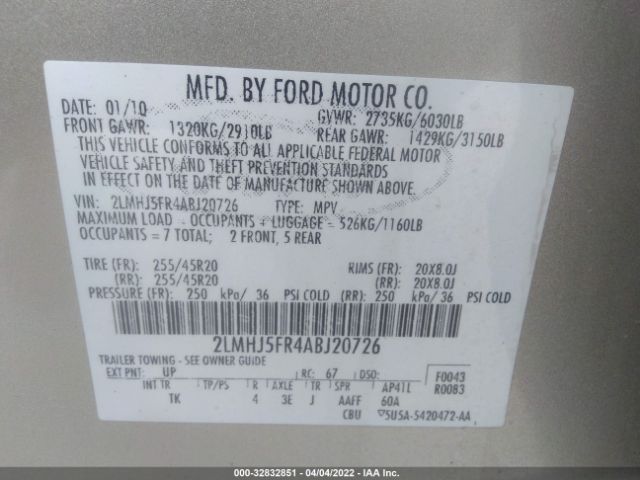 MFD. BY FORD MOTOR CO.
DATE: 01/10 GVWR: 2735KG/6030LB
FRONT GAWR: 1320KG/2910LB REAR GAWR: 1429KG/3150LB
THIS VEHICLE CONFORMS TO ALL APPLICABLE FEDERAL MOTOR
VEHICLE SAFETY AND THEFT PREVENTION STANDARDS
IN EFFECT ON THE DATE OF MANUFACTURE SHOWN ABOVE.
VIN: 2LMHJ5FR4ABJ20726 TYPE: MPV
MAXIMUM LOAD - OCCUPANTS + LUGGAGE = 526KG/1160LB
OCCUPANTS = 7 TOTAL; 2 FRONT, 5 REAR
TIRE (FR): 255/45R20 RIMS (FR): 20X8.0J
(RR): 255/45R20 (RR): 20X8.0J
PRESSURE (FR): 250 kPa/ 36 PSI COLD (RR): 250 kPa/ 36 PSI COLD
2LMHJ5FR4ABJ20726
TRAILER TOWING - SEE OWNER GUIDE
EXT PNT: UP RC: 67 DSO: F0043
INT TR TP/PS R AXLE TR SPR AP41L R0083
TK 4 3E J AAFF 60A
CBU ▽5U5A-5420472-AA
000-32832851 - 04/04/2022 - IAA Inc.